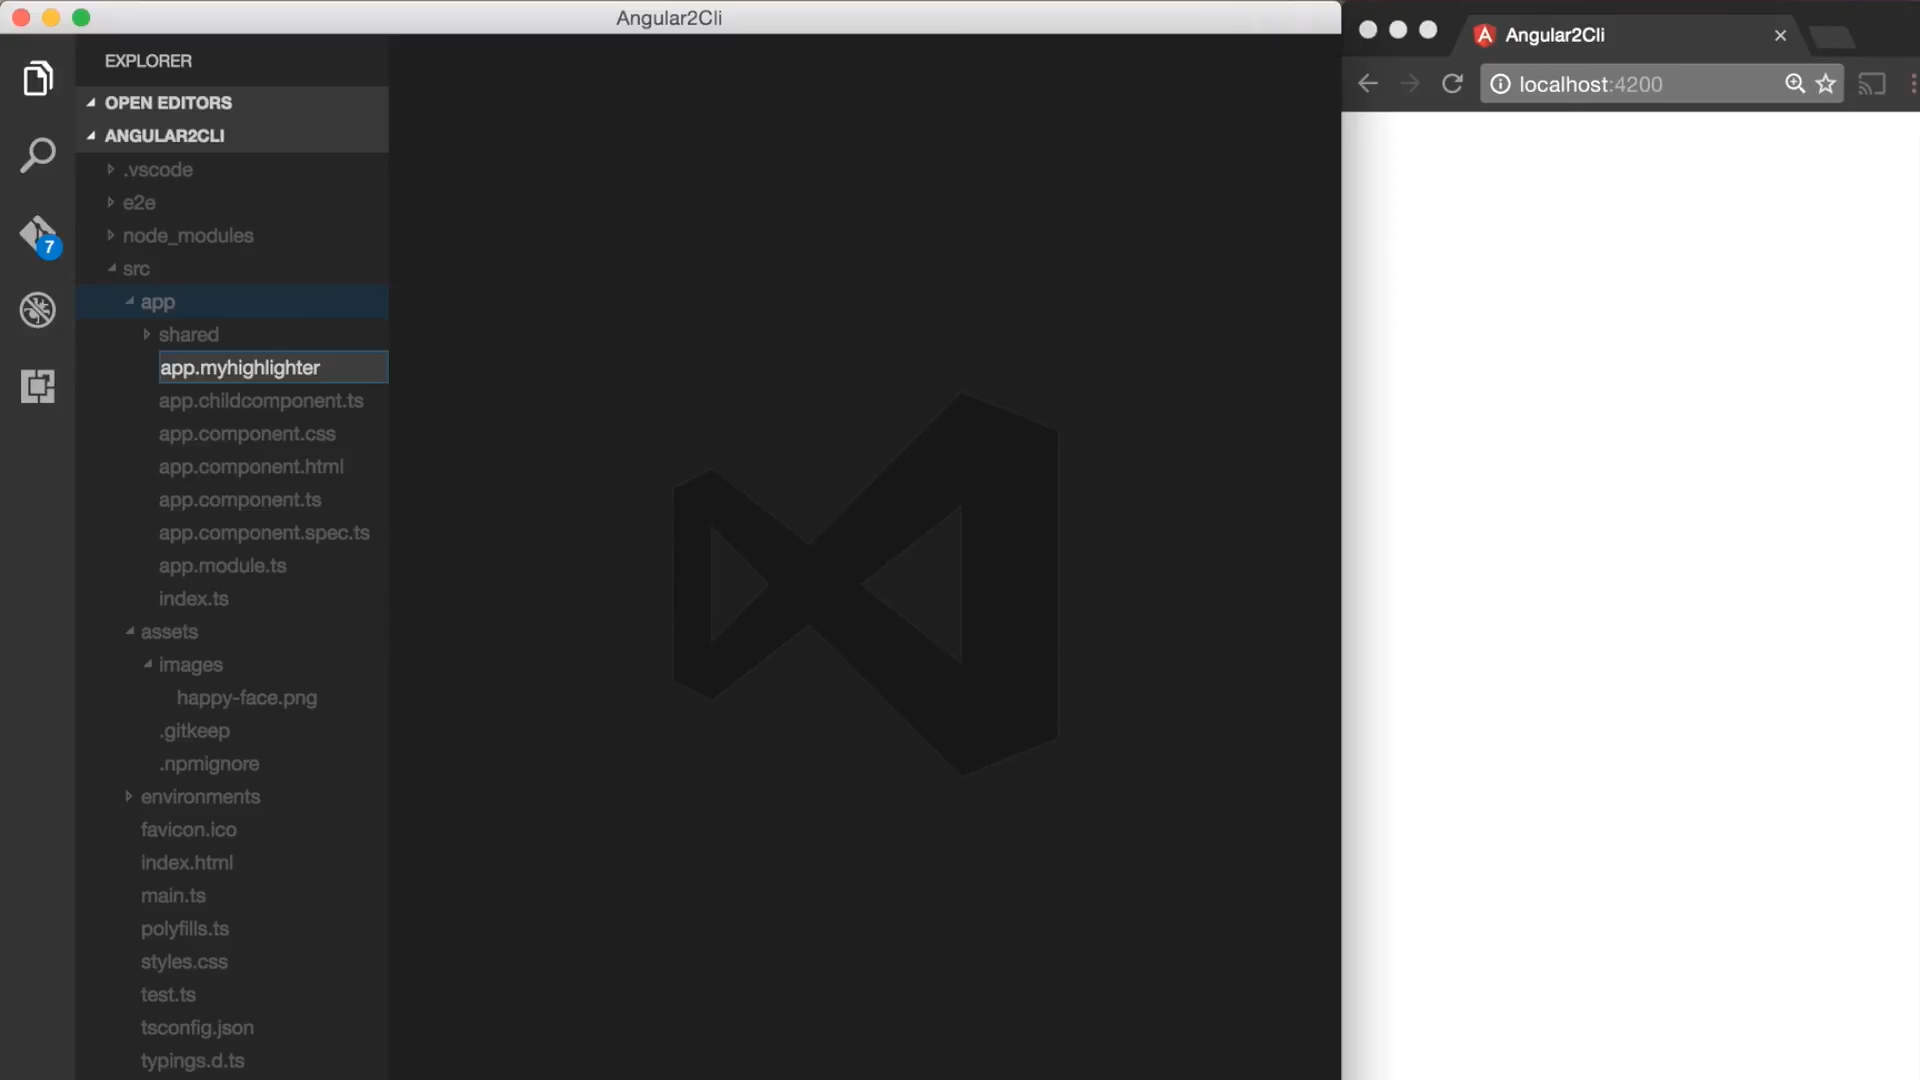 Angular2Cli
EXPLORER
OPEN EDITORS
ANGULAR2CLI
.vscode
e2e
node_modules
src
app
shared
app.myhighlighter
app.childcomponent.ts
app.component.css
app.component.html
app.component.ts
app.component.spec.ts
app.module.ts
index.ts
assets
images
happy-face.png
.gitkeep
.npmignore
environments
favicon.ico
index.html
main.ts
polyfills.ts
styles.css
test.ts
tsconfig.json
typings.d.ts
7
Angular2Cli
localhost:4200